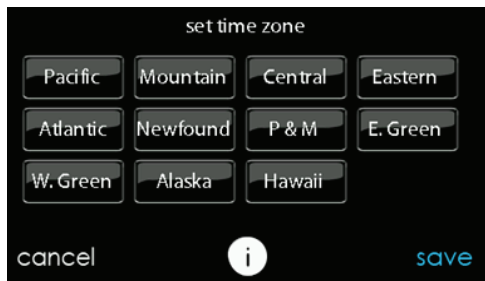 set time zone
Pacific Mountain Central Eastern
Atlantic Newfound P & M E. Green
W. Green Alaska Hawaii
cancel i save